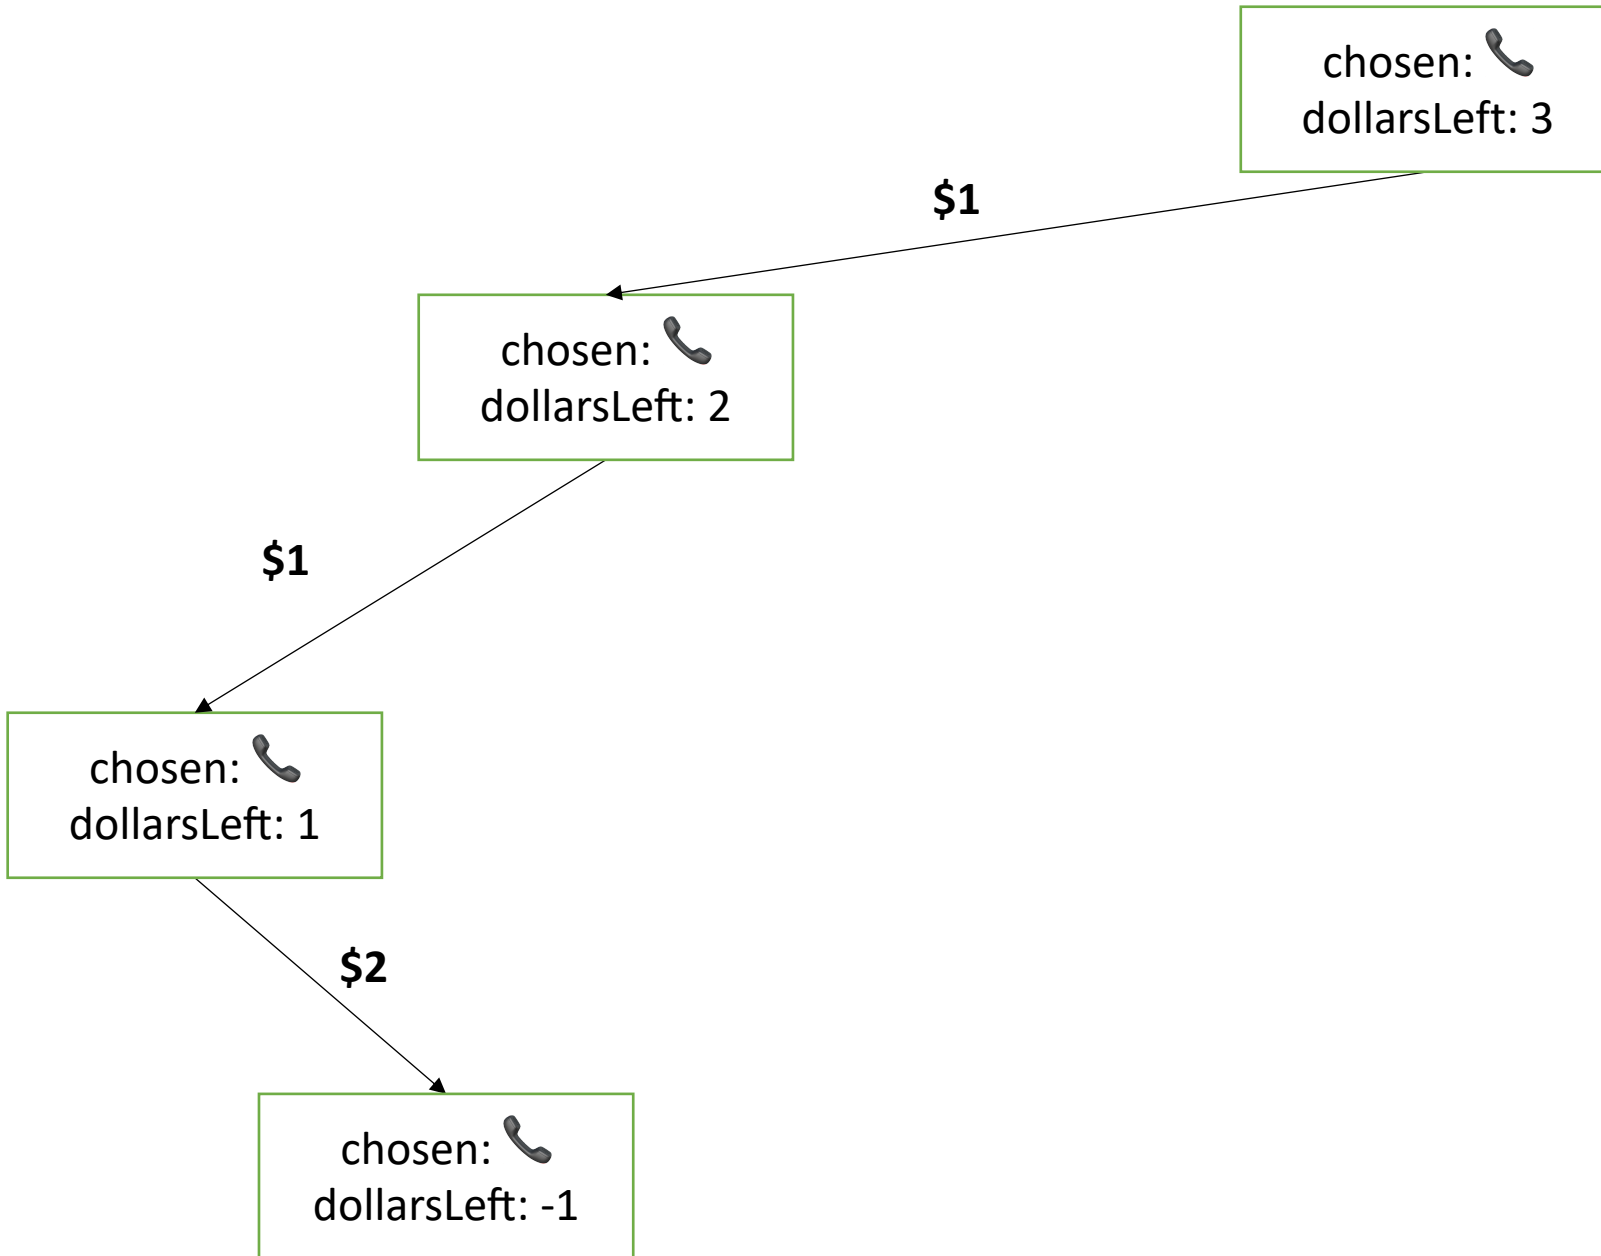 chosen: 📞
dollarsLeft: 3
$1
chosen: 📞
dollarsLeft: 2
$1
chosen: 📞
dollarsLeft: 1
$2
chosen: 📞
dollarsLeft: -1